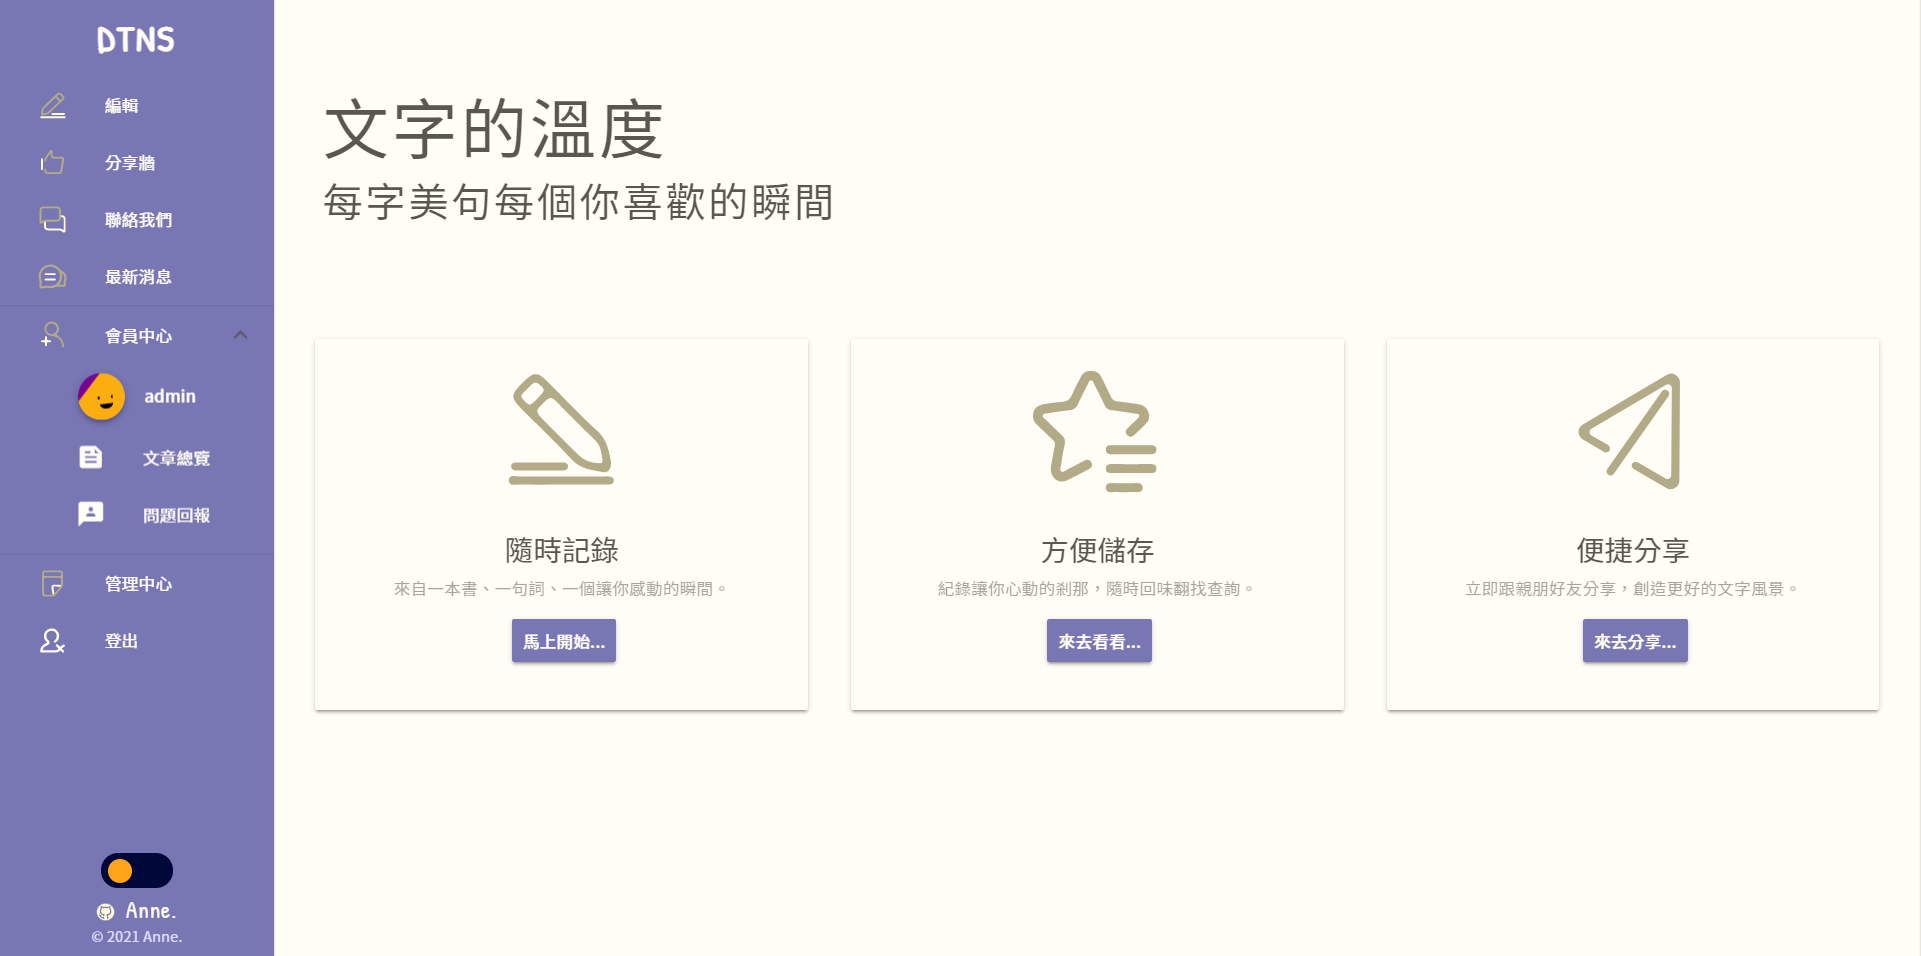 DTNS
編輯
分享牆
聯絡我們
最新消息
會員中心
admin
文章總覽
問題回報
管理中心
登出
Anne.
© 2021 Anne.
文字的溫度
每字美句每個你喜歡的瞬間
隨時記錄
來自一本書、一句詞、一個讓你感動的瞬間。
馬上開始...
方便儲存
紀錄讓你心動的剎那，隨時回味翻找查詢。
來去看看...
便捷分享
立即跟親朋好友分享，創造更好的文字風景。
來去分享...